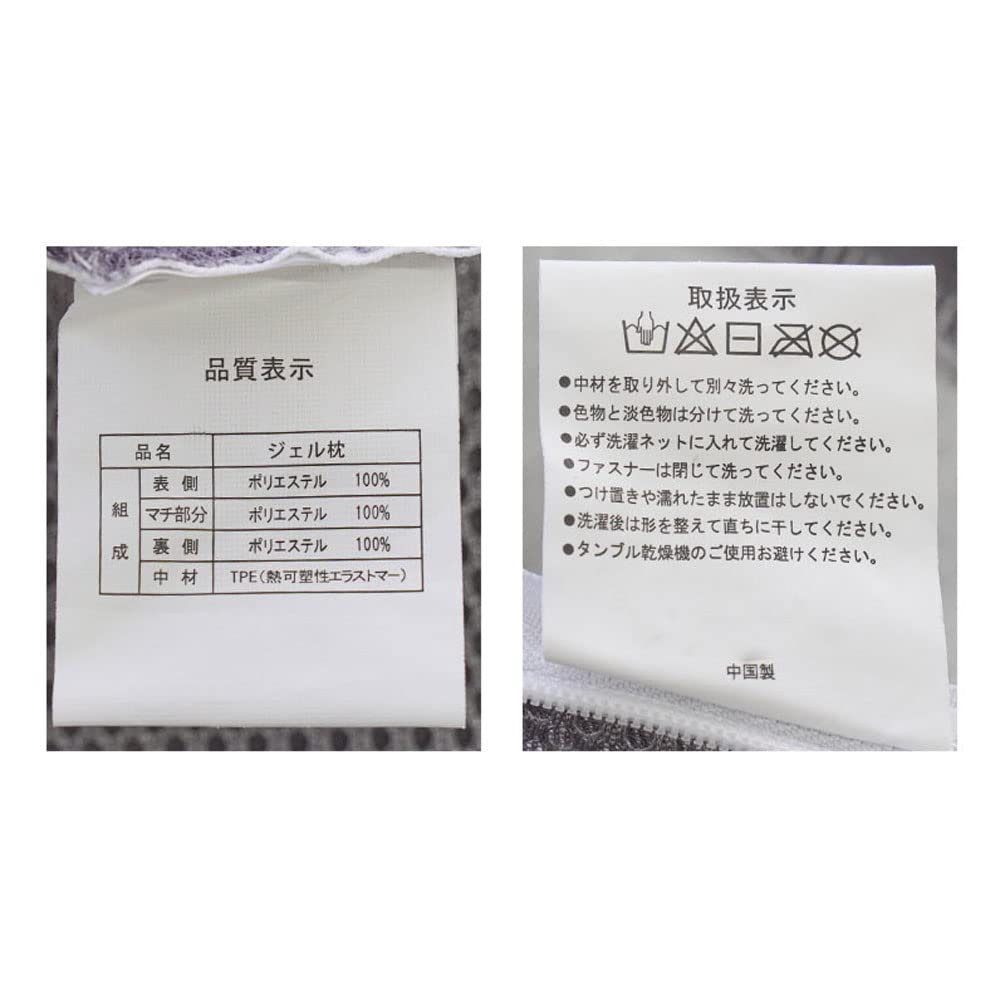 品質表示
品名 ジェル枕
組成
表側 ポリエステル 100%
マチ部分 ポリエステル 100%
裏側 ポリエステル 100%
中材 TPE(熱可塑性エラストマー)
取扱表示
●中材を取り外して別々洗ってください。
●色物と淡色物は分けて洗ってください。
●必ず洗濯ネットに入れて洗濯してください。
●ファスナーは閉じて洗ってください。
●つけ置きや濡れたまま放置はしないでください。
●洗濯後は形を整えて直ちに干してください。
●タンブル乾燥機のご使用お避けください。
中国製